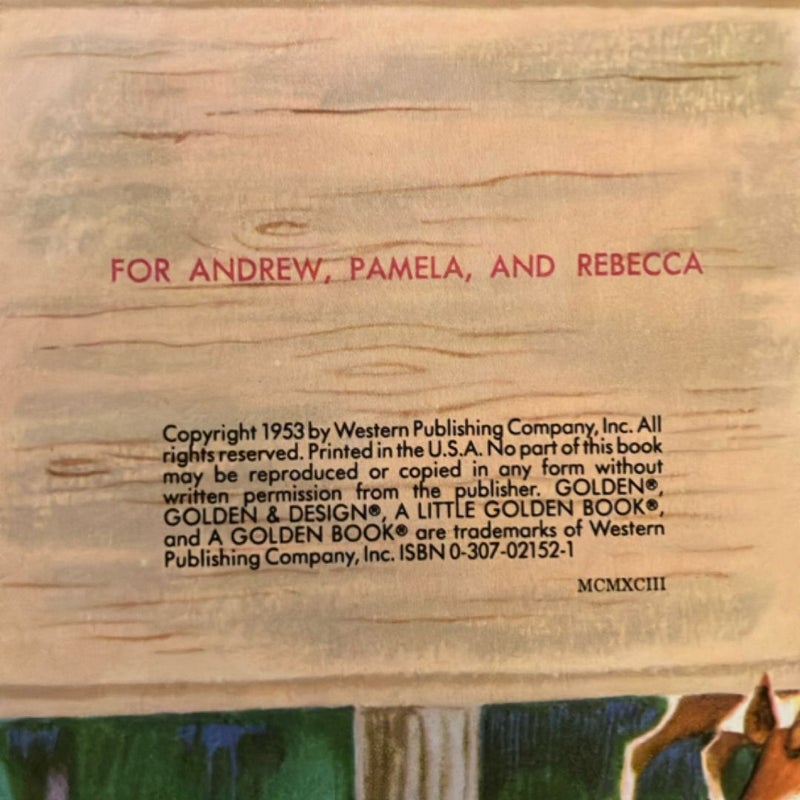 FOR ANDREW, PAMELA, AND REBECCA
Copyright 1953 by Western Publishing Company, Inc. All
rights reserved. Printed in the U.S.A. No part of this book
may be reproduced or copied in any form without
written permission from the publisher. GOLDEN®,
GOLDEN & DESIGN®, A LITTLE GOLDEN BOOK®,
and A GOLDEN BOOK® are trademarks of Western
Publishing Company, Inc. ISBN 0-307-02152-1
MCMXCIII